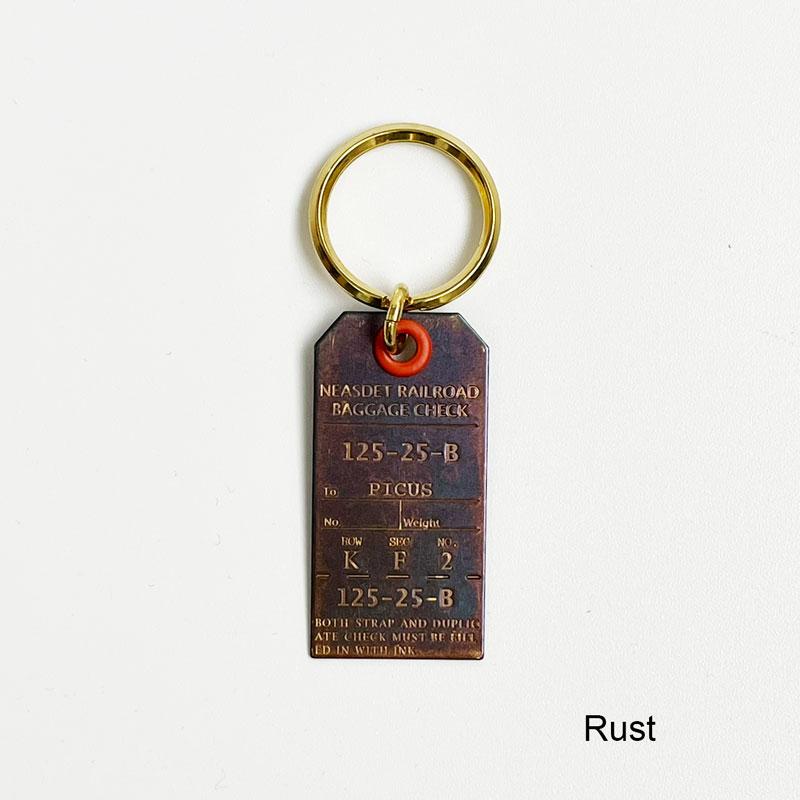 NEASDET RAILROAD
BAGGAGE CHECK
125-25-B
To PICUS
No. Weight
ROW SEC NO.
K F 2
125-25-B
BOTH STRAP AND DUPLIC
ATE CHECK MUST BE FILL
ED IN WITH INK.
Rust